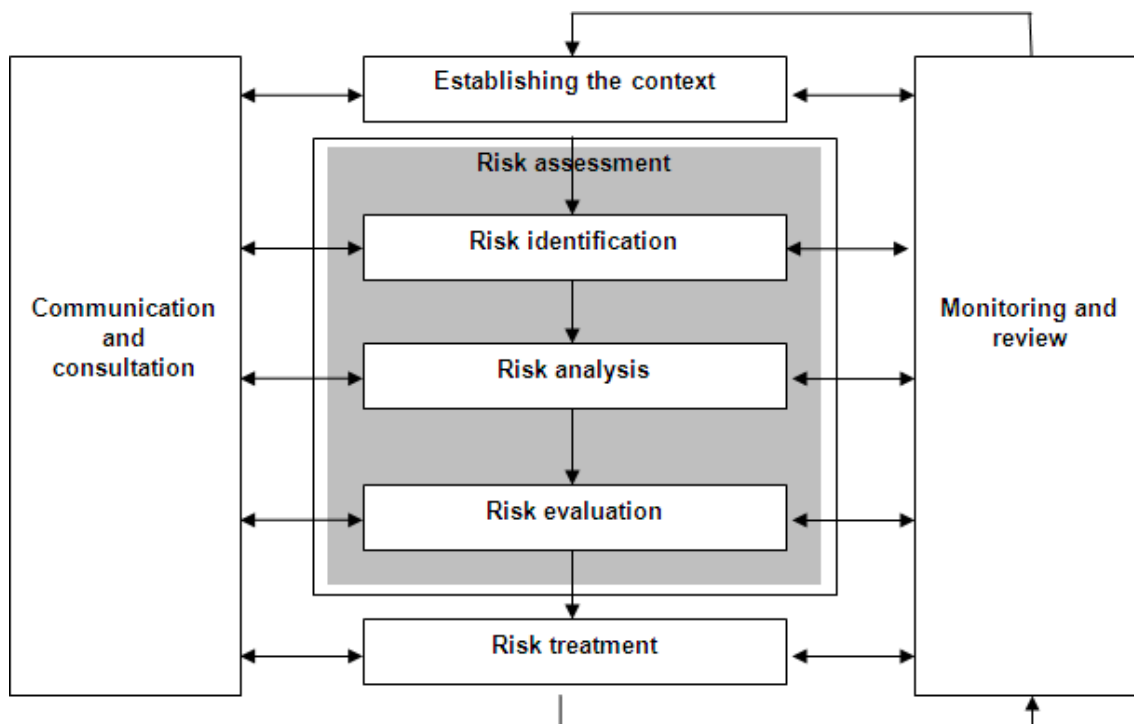 Establishing the context
Risk assessment
Risk identification
Communication
and
consultation
Monitoring and
review
Risk analysis
Risk evaluation
Risk treatment